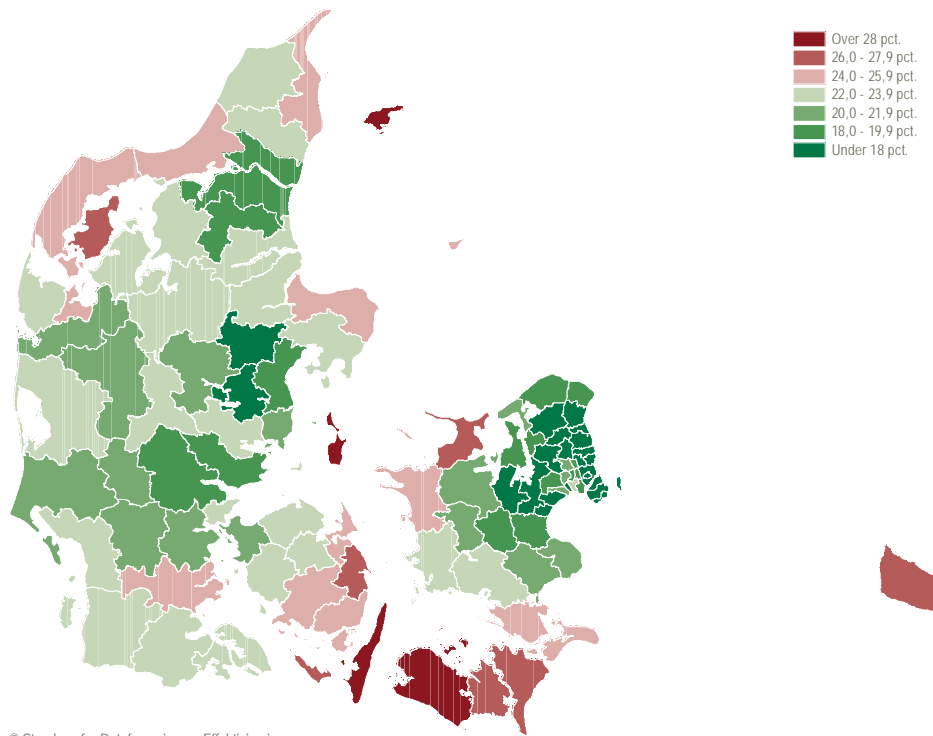 Over 28 pct.
26,0 - 27,9 pct.
24,0 - 25,9 pct.
22,0 - 23,9 pct.
20,0 - 21,9 pct.
18,0 - 19,9 pct.
Under 18 pct.